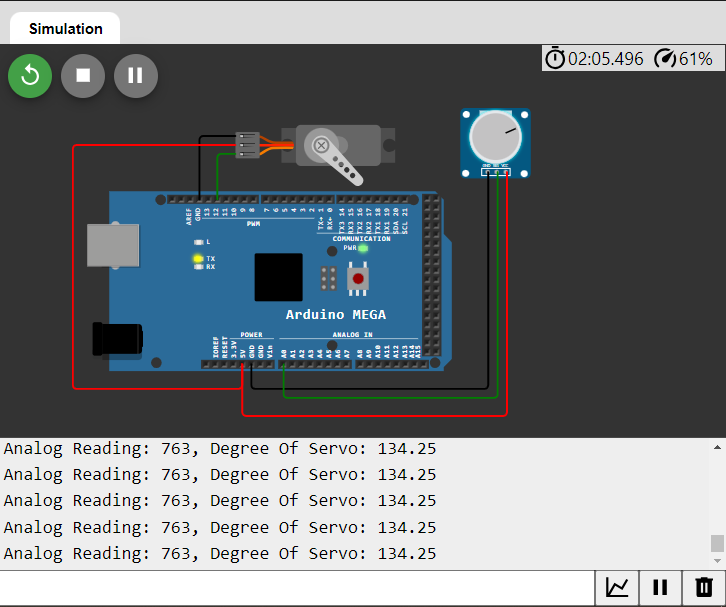 Simulation
02:05.496 61%
GND SIG VCC
AREF
GND
13
12
11
10
9
8
7
6
5
4
3
2
TX→ 1
RX← 0
TX3 14
RX3 15
TX2 16
RX2 17
TX1 18
RX1 19
SDA 20
SCL 21
PWM
COMMUNICATION
L
PWR
TX
RX
Arduino MEGA
POWER
ANALOG IN
IOREF
RESET
3.3V
5V
GND
GND
Vin
A0
A1
A2
A3
A4
A5
A6
A7
A8
A9
A10
A11
A12
A13
A14
A15
Analog Reading: 763, Degree Of Servo: 134.25
Analog Reading: 763, Degree Of Servo: 134.25
Analog Reading: 763, Degree Of Servo: 134.25
Analog Reading: 763, Degree Of Servo: 134.25
Analog Reading: 763, Degree Of Servo: 134.25